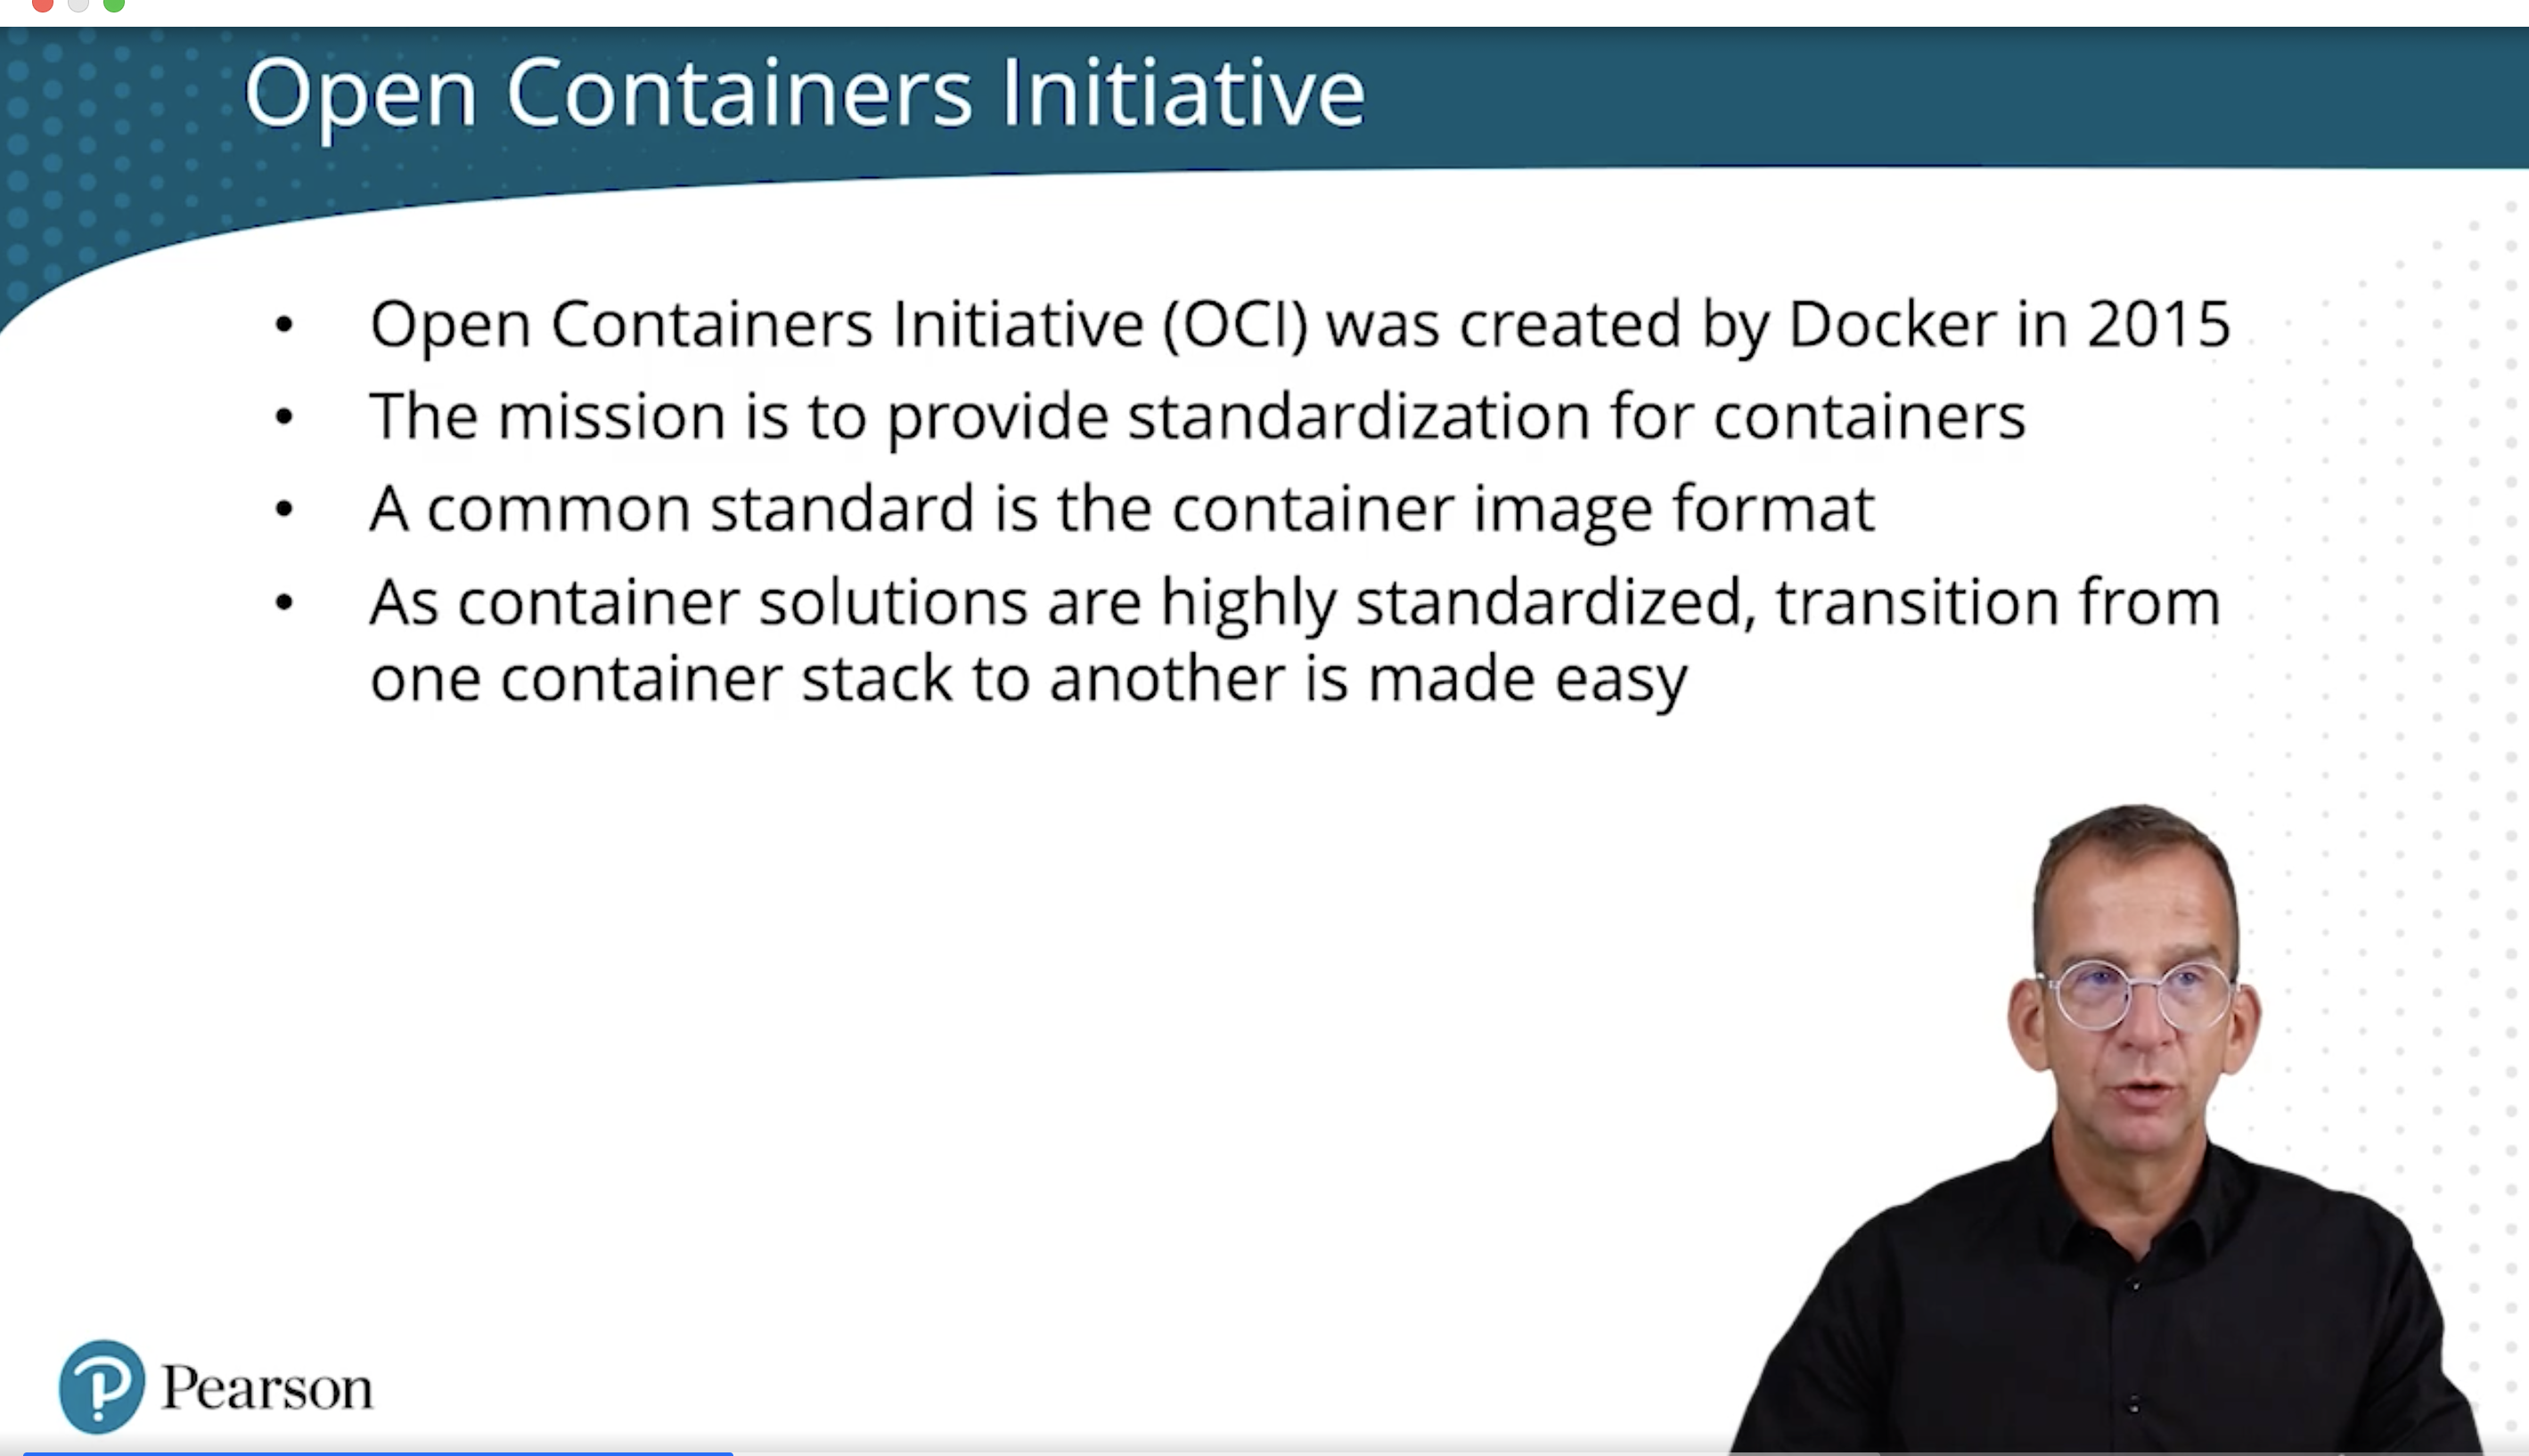 Open Containers Initiative
• Open Containers Initiative (OCI) was created by Docker in 2015
• The mission is to provide standardization for containers
• A common standard is the container image format
• As container solutions are highly standardized, transition from
one container stack to another is made easy
Pearson